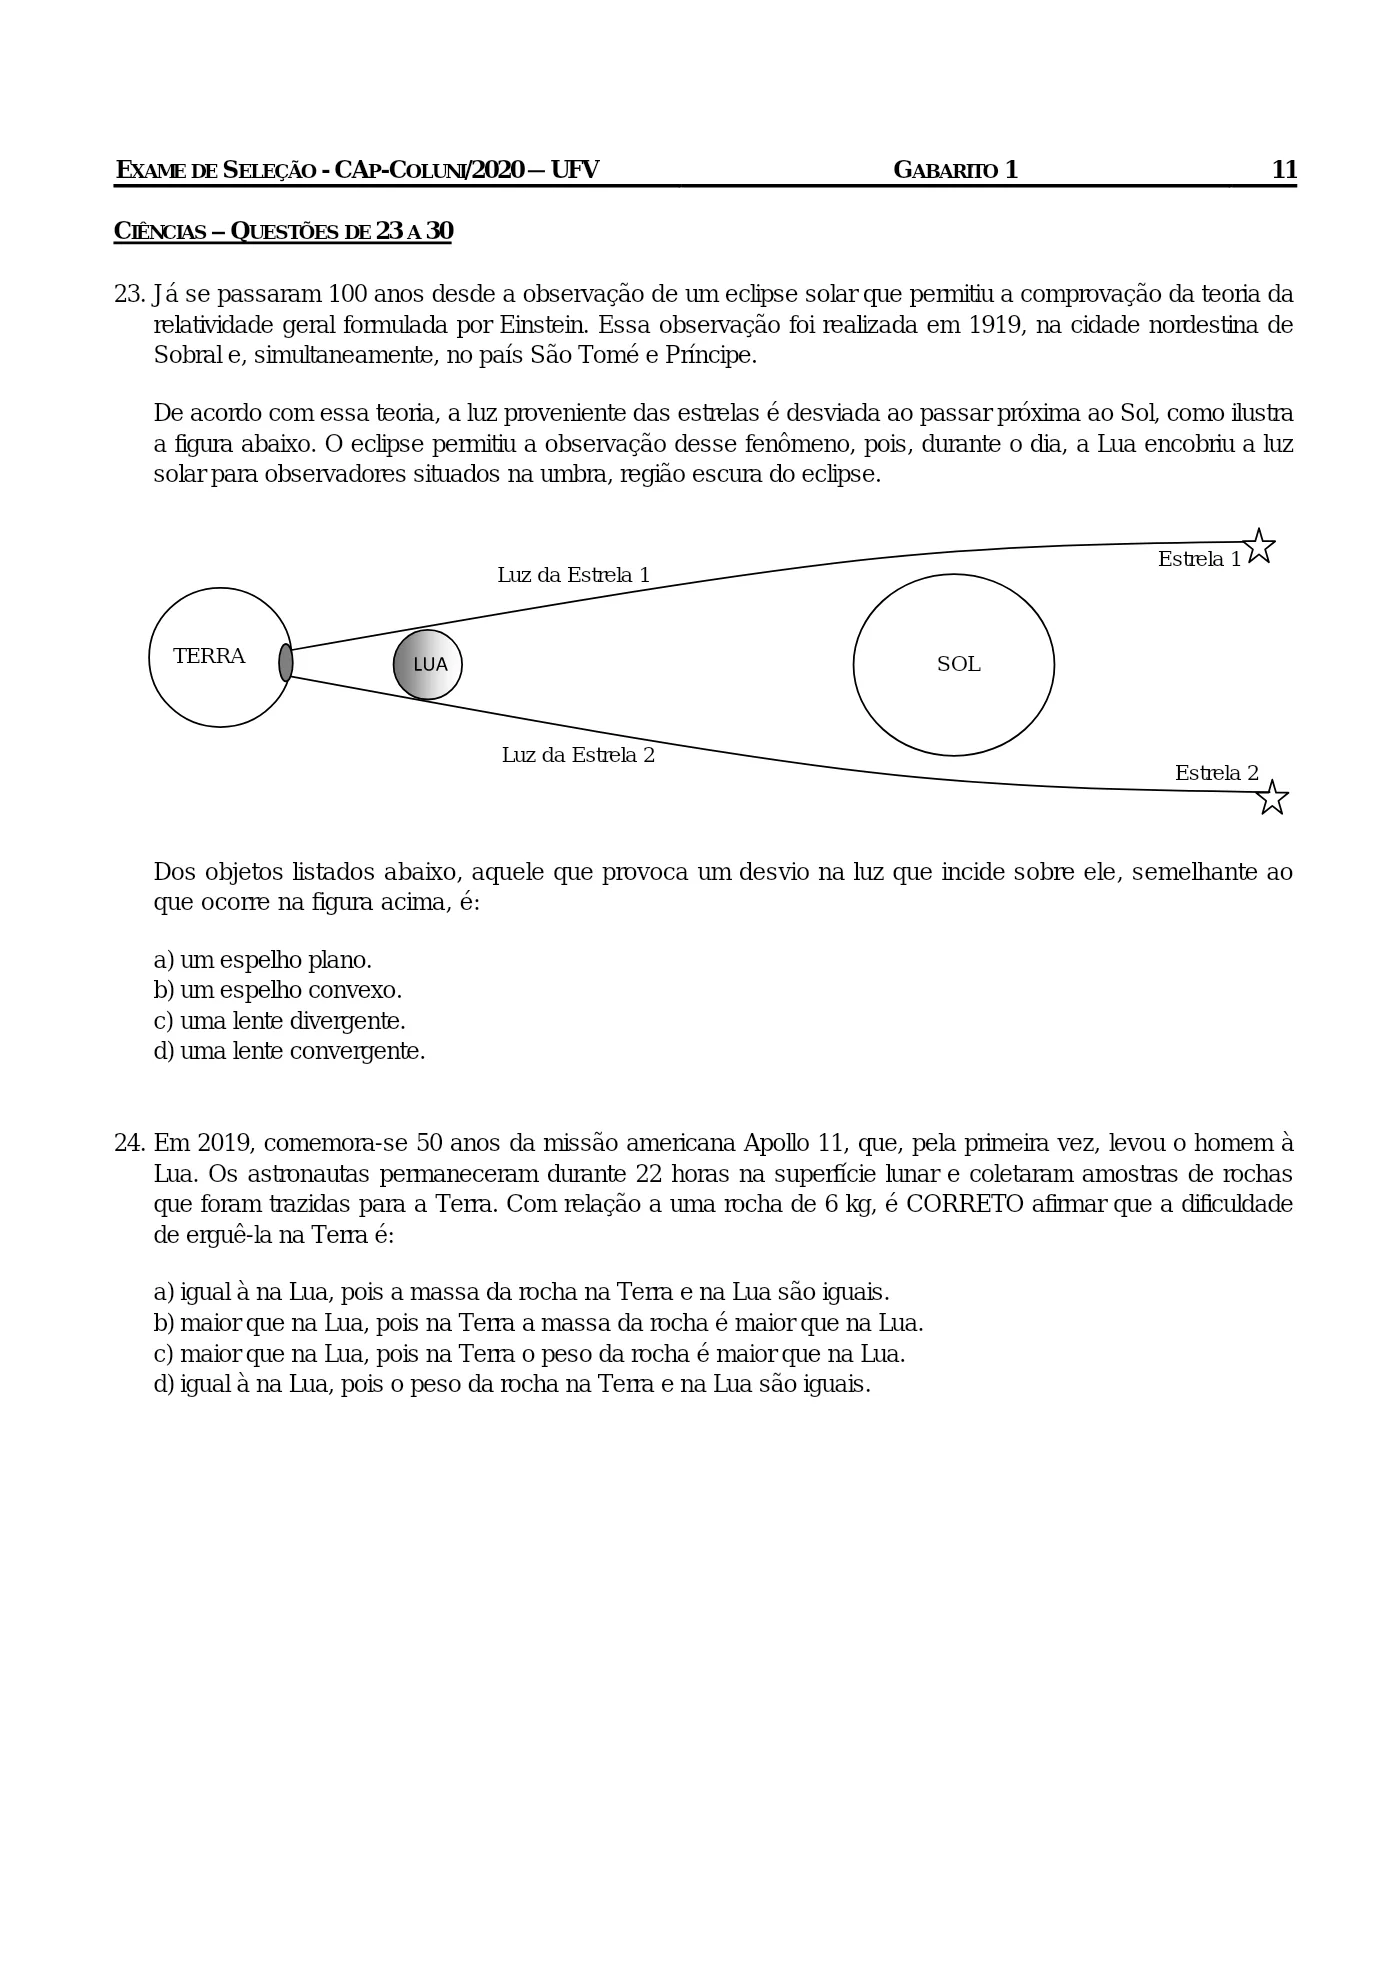 EXAME DE SELEÇÃO - CAP-COLUNI/2020 – UFV GABARITO 1 11
CIÊNCIAS – QUESTÕES DE 23 A 30
23. Já se passaram 100 anos desde a observação de um eclipse solar que permitiu a comprovação da teoria da
relatividade geral formulada por Einstein. Essa observação foi realizada em 1919, na cidade nordestina de
Sobral e, simultaneamente, no país São Tomé e Príncipe.
De acordo com essa teoria, a luz proveniente das estrelas é desviada ao passar próxima ao Sol, como ilustra
a figura abaixo. O eclipse permitiu a observação desse fenômeno, pois, durante o dia, a Lua encobriu a luz
solar para observadores situados na umbra, região escura do eclipse.
Estrela 1
Luz da Estrela 1
TERRA
LUA
SOL
Luz da Estrela 2
Estrela 2
Dos objetos listados abaixo, aquele que provoca um desvio na luz que incide sobre ele, semelhante ao
que ocorre na figura acima, é:
a) um espelho plano.
b) um espelho convexo.
c) uma lente divergente.
d) uma lente convergente.
24. Em 2019, comemora-se 50 anos da missão americana Apollo 11, que, pela primeira vez, levou o homem à
Lua. Os astronautas permaneceram durante 22 horas na superfície lunar e coletaram amostras de rochas
que foram trazidas para a Terra. Com relação a uma rocha de 6 kg, é CORRETO afirmar que a dificuldade
de erguê-la na Terra é:
a) igual à na Lua, pois a massa da rocha na Terra e na Lua são iguais.
b) maior que na Lua, pois na Terra a massa da rocha é maior que na Lua.
c) maior que na Lua, pois na Terra o peso da rocha é maior que na Lua.
d) igual à na Lua, pois o peso da rocha na Terra e na Lua são iguais.